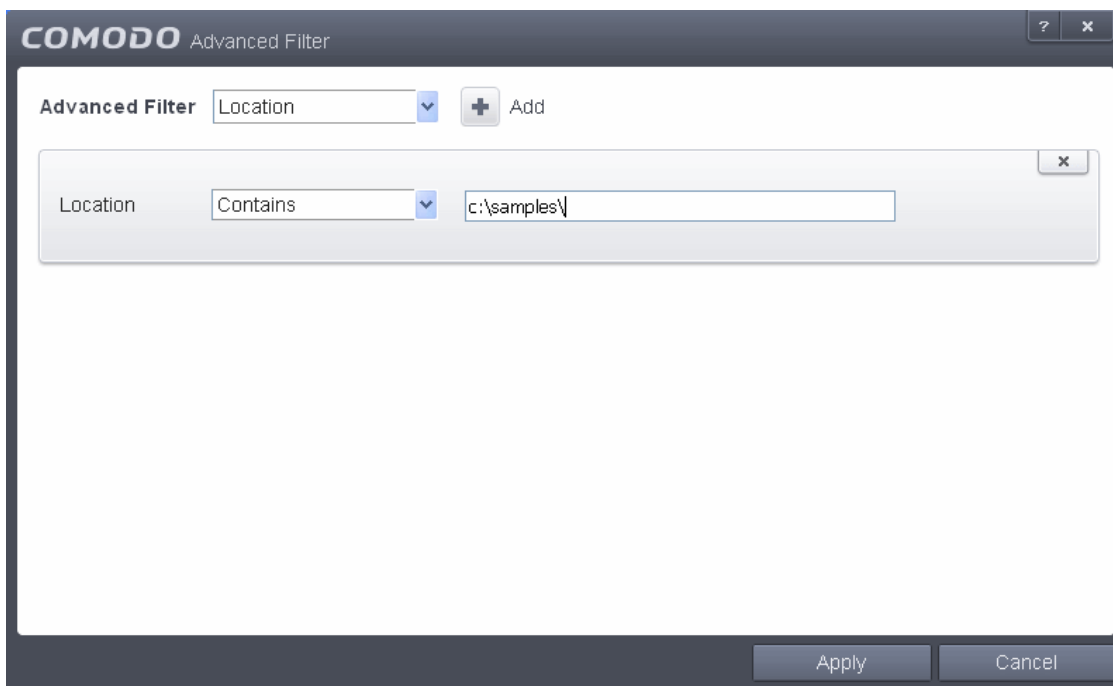 COMODO Advanced Filter ? x
Advanced Filter Location + Add
x
Location Contains c:\samples\
Apply Cancel